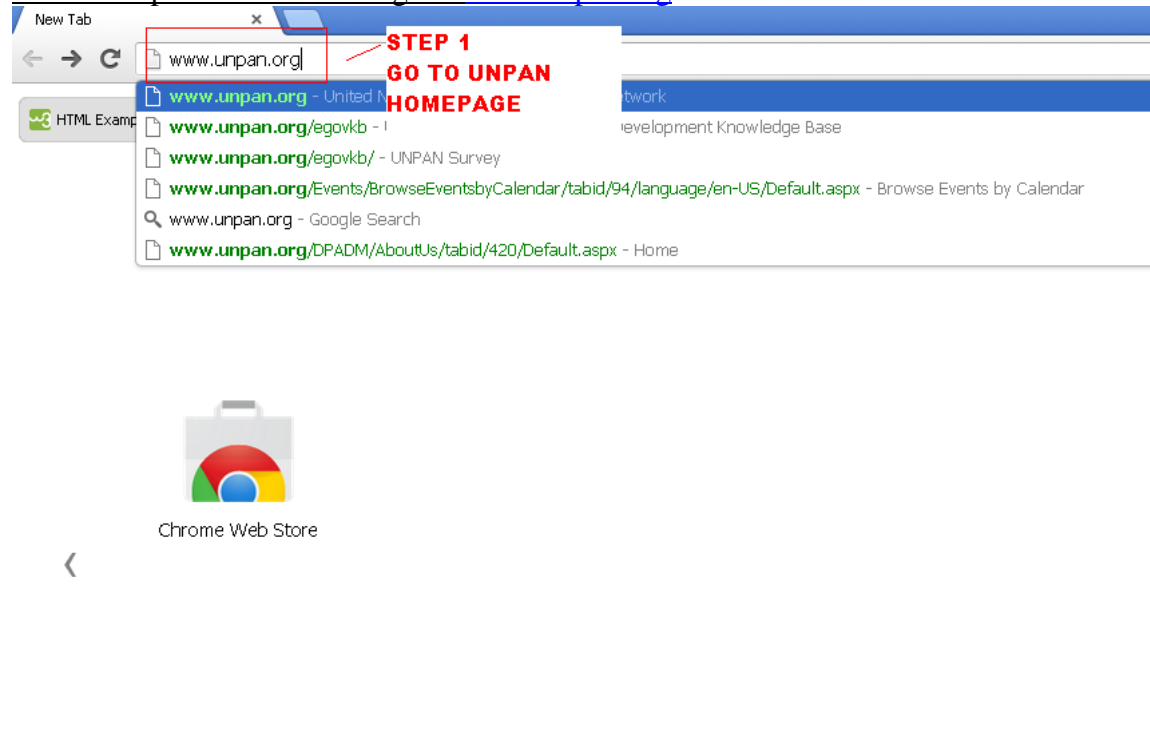 New Tab
www.unpan.org
STEP 1
GO TO UNPAN
HOMEPAGE
www.unpan.org - United
HTML Examp
www.unpan.org/egovkb -
Development Knowledge Base
www.unpan.org/egovkb/ - UNPAN Survey
www.unpan.org/Events/BrowseEventsbyCalendar/tabid/94/language/en-US/Default.aspx - Browse Events by Calendar
www.unpan.org - Google Search
www.unpan.org/DPADM/AboutUs/tabid/420/Default.aspx - Home
Chrome Web Store